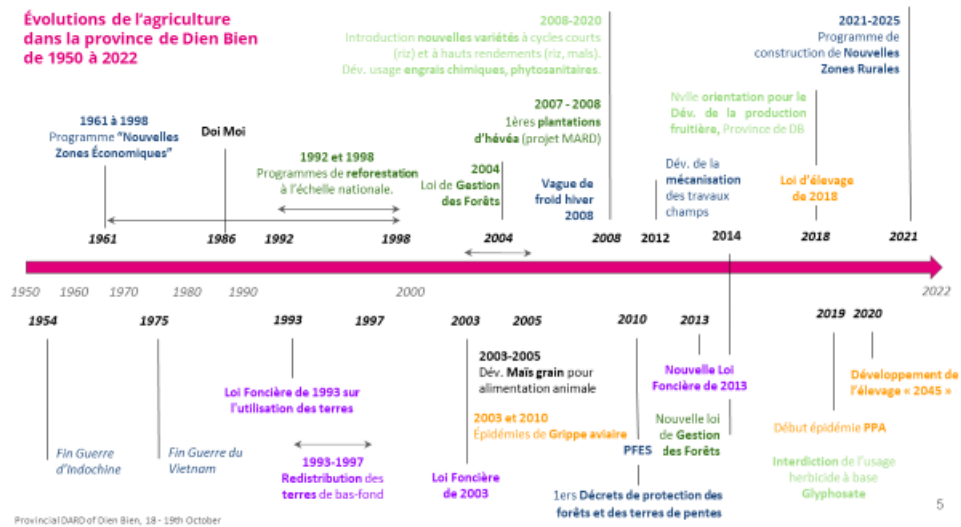 Évolutions de l'agriculture
dans la province de Dien Bien
de 1950 à 2022
2008-2020
Introduction nouvelles variétés à cycles courts
(riz) et à hauts rendements (riz, maïs).
Dév. usage engrais chimiques, phytosanitaires.
2021-2025
Programme de
construction de Nouvelles
Zones Rurales
1961 à 1998
Programme "Nouvelles
Zones Économiques"
Doi Moi
1992 et 1998
Programmes de reforestation
à l'échelle nationale.
2007 - 2008
1ères plantations
d'hévéa (projet MARD)
2004
Loi de Gestion
des Forêts
Vague de
froid hiver
2008
Nvlle orientation pour le
Dév. de la production
fruitière, Province de DB
Dév. de la
mécanisation
des travaux
champs
Loi d'élevage
de 2018
1961
1986
1992
1998
2004
2008
2012
2014
2018
2021
1950
1960
1970
1980
1990
2000
2022
1954
1975
1993
1997
2003
2005
2010
2013
2019
2020
Fin Guerre
d'Indochine
Fin Guerre du
Vietnam
Loi Foncière de 1993 sur
l'utilisation des terres
1993-1997
Redistribution des
terres de bas-fond
2003-2005
Dév. Maïs grain pour
alimentation animale
2003 et 2010
Épidémies de Grippe aviaire
Loi Foncière
de 2003
PFES
1ers Décrets de protection des
forêts et des terres de pentes
Nouvelle Loi
Foncière de 2013
Nouvelle loi
de Gestion
des Forêts
Développement de
l'élevage « 2045 »
Début épidémie PPA
Interdiction de l'usage
herbicide à base
Glyphosate
5
Provincial DARD of Dien Bien, 18 - 19th October